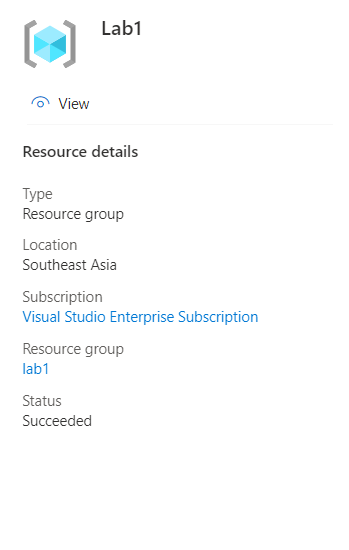 Lab1
View
Resource details
Type
Resource group
Location
Southeast Asia
Subscription
Visual Studio Enterprise Subscription
Resource group
lab1
Status
Succeeded